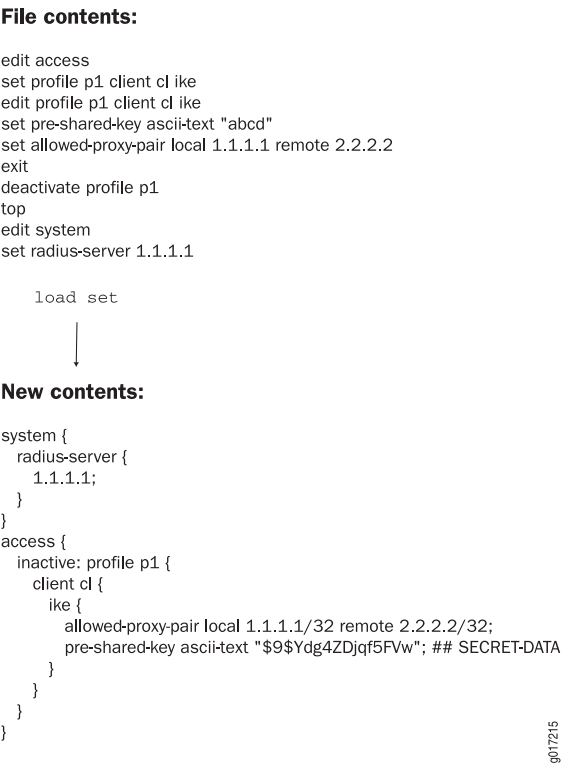 File contents:
edit access
set profile p1 client cl ike
edit profile p1 client cl ike
set pre-shared-key ascii-text "abcd"
set allowed-proxy-pair local 1.1.1.1 remote 2.2.2.2
exit
deactivate profile p1
top
edit system
set radius-server 1.1.1.1
load set
New contents:
system {
radius-server {
1.1.1.1;
}
}
access {
inactive: profile p1 {
client cl {
ike {
allowed-proxy-pair local 1.1.1.1/32 remote 2.2.2.2/32;
pre-shared-key ascii-text "$9$Ydg4ZDjqf5FVw"; ## SECRET-DATA
}
}
}
}
g017215